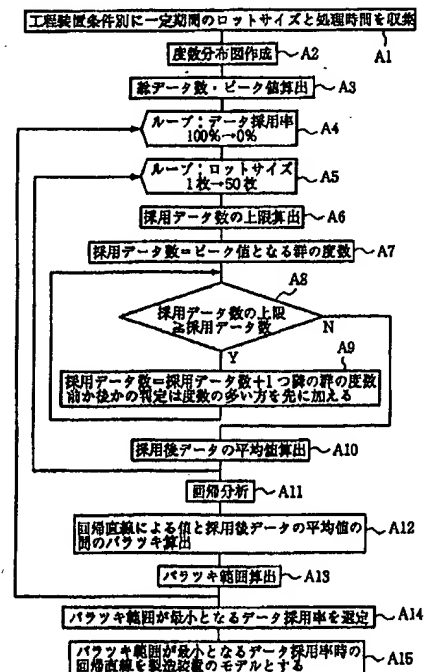 工程装置条件別に一定期間のロットサイズと処理時間を収集
A1
度数分布図作成
A2
総データ数・ピーク値算出
A3
ループ：データ採用率
100%→0%
A4
ループ：ロットサイズ
1枚→50枚
A5
採用データ数の上限算出
A6
採用データ数=ピーク値となる群の度数
A7
A8
採用データ数の上限
≧採用データ数
N
Y
A9
採用データ数=採用データ数+1つ隣の群の度数
前か後かの判定は度数の多い方を先に加える
採用後データの平均値算出
A10
回帰分析
A11
回帰直線による値と採用後データの平均値の
間のバラツキ算出
A12
バラツキ範囲算出
A13
バラツキ範囲が最小となるデータ採用率を選定
A14
バラツキ範囲が最小となるデータ採用率時の
回帰直線を製造設備のモデルとする
A15